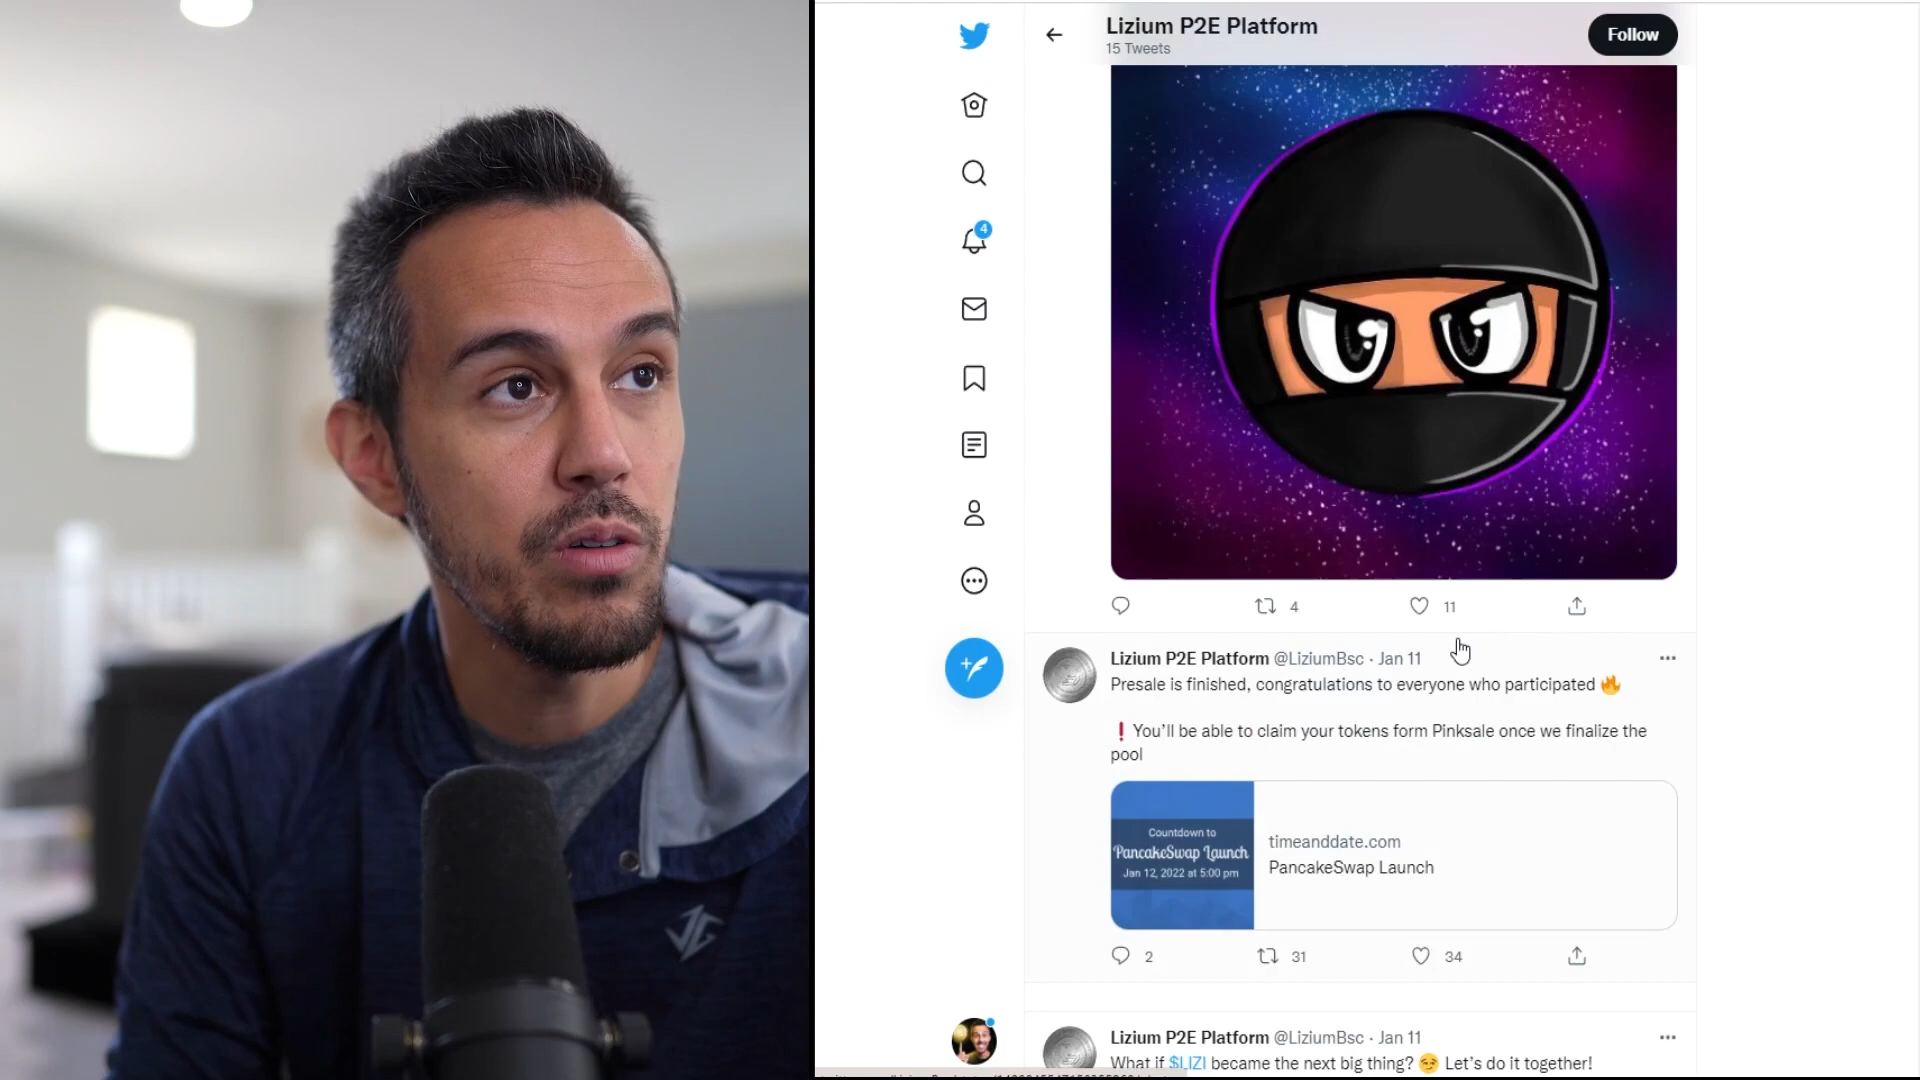 Lizium P2E Platform
15 Tweets
Follow
4
4
11
Lizium P2E Platform @LiziumBsc · Jan 11
Presale is finished, congratulations to everyone who participated 🔥
❗You'll be able to claim your tokens form Pinksale once we finalize the
pool
Countdown to
PancakeSwap Launch
Jan 12, 2022 at 5:00 pm
timeanddate.com
PancakeSwap Launch
2
31
34
Lizium P2E Platform @LiziumBsc · Jan 11
What if $LIZI became the next big thing? 😏 Let's do it together!